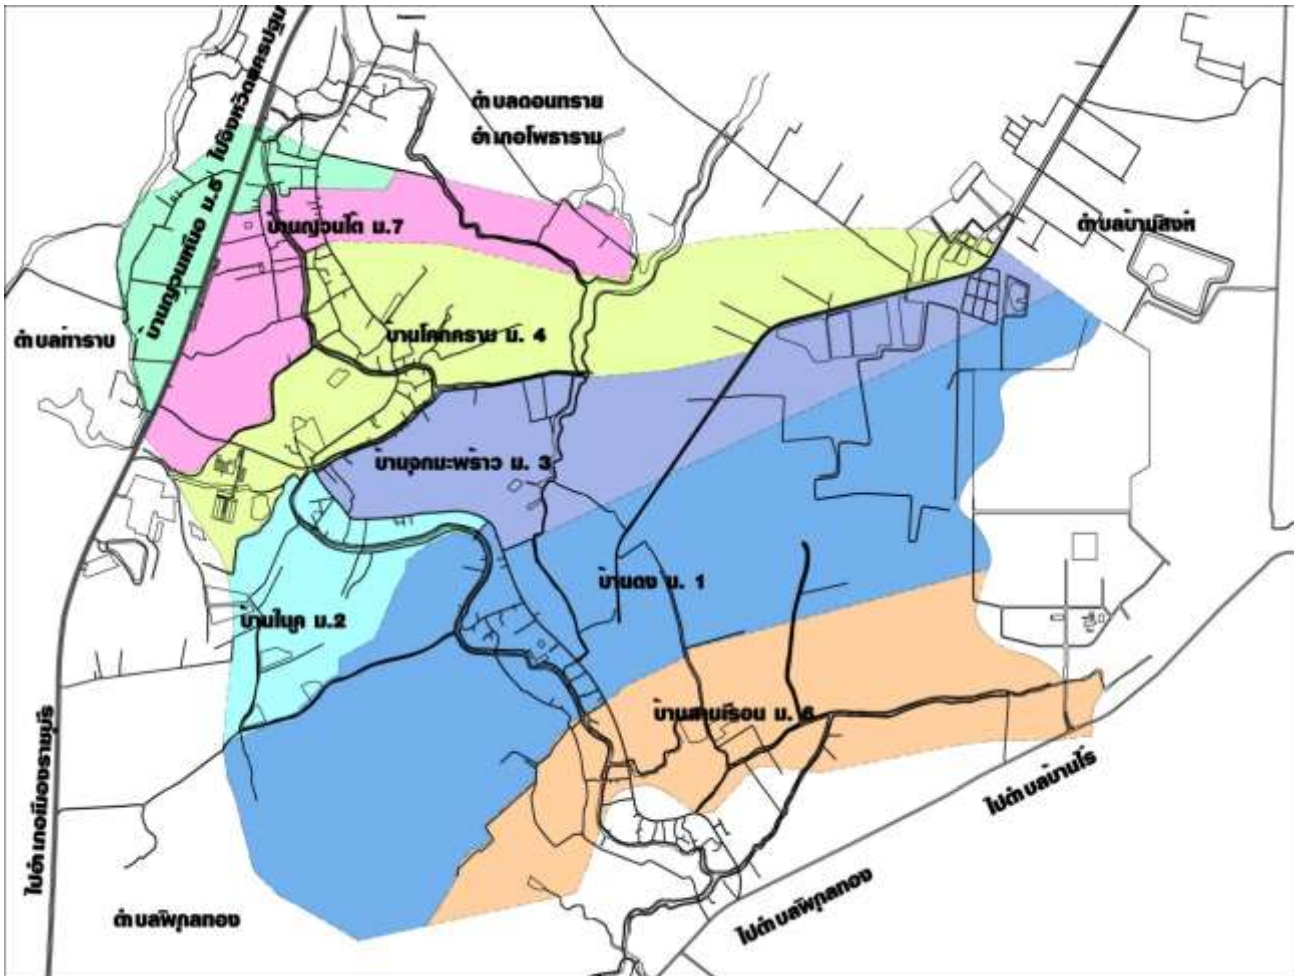 ไปจังหวัดนครปฐม
ตำบลดอนทราย
อำเภอโพธาราม
บ้านญวนเหนือ ม.5
บ้านญวนใต้ ม.7
ตำบลบ้านสิงห์
ตำบลท่าราบ
บ้านโคกคราม ม. 4
บ้านจุกมะพร้าว ม. 3
บ้านดง ม. 1
บ้านในคู ม.2
บ้านสวนเรือน ม. 6
ไปอำเภอเมืองราชบุรี
ไปตำบลบ้านไร่
ตำบลพิกุลทอง
ไปตำบลพิกุลทอง